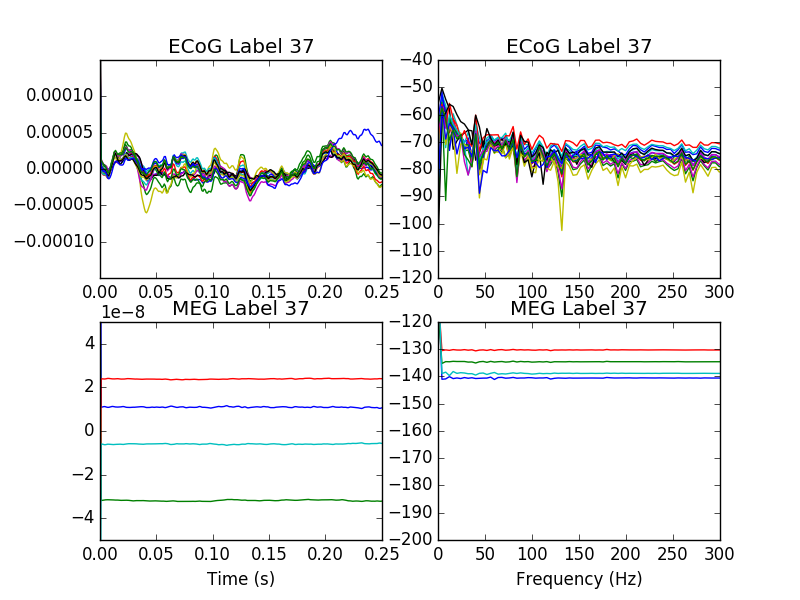 ECoG Label 37
0.00010
0.00005
0.00000
−0.00005
−0.00010
0.00 0.05 0.10 0.15 0.20 0.25
ECoG Label 37
−40
−50
−60
−70
−80
−90
−100
−110
−120
0 50 100 150 200 250 300
MEG Label 37
1e−8
4
2
0
−2
−4
0.00 0.05 0.10 0.15 0.20 0.25
Time (s)
MEG Label 37
−120
−130
−140
−150
−160
−170
−180
−190
−200
0 50 100 150 200 250 300
Frequency (Hz)